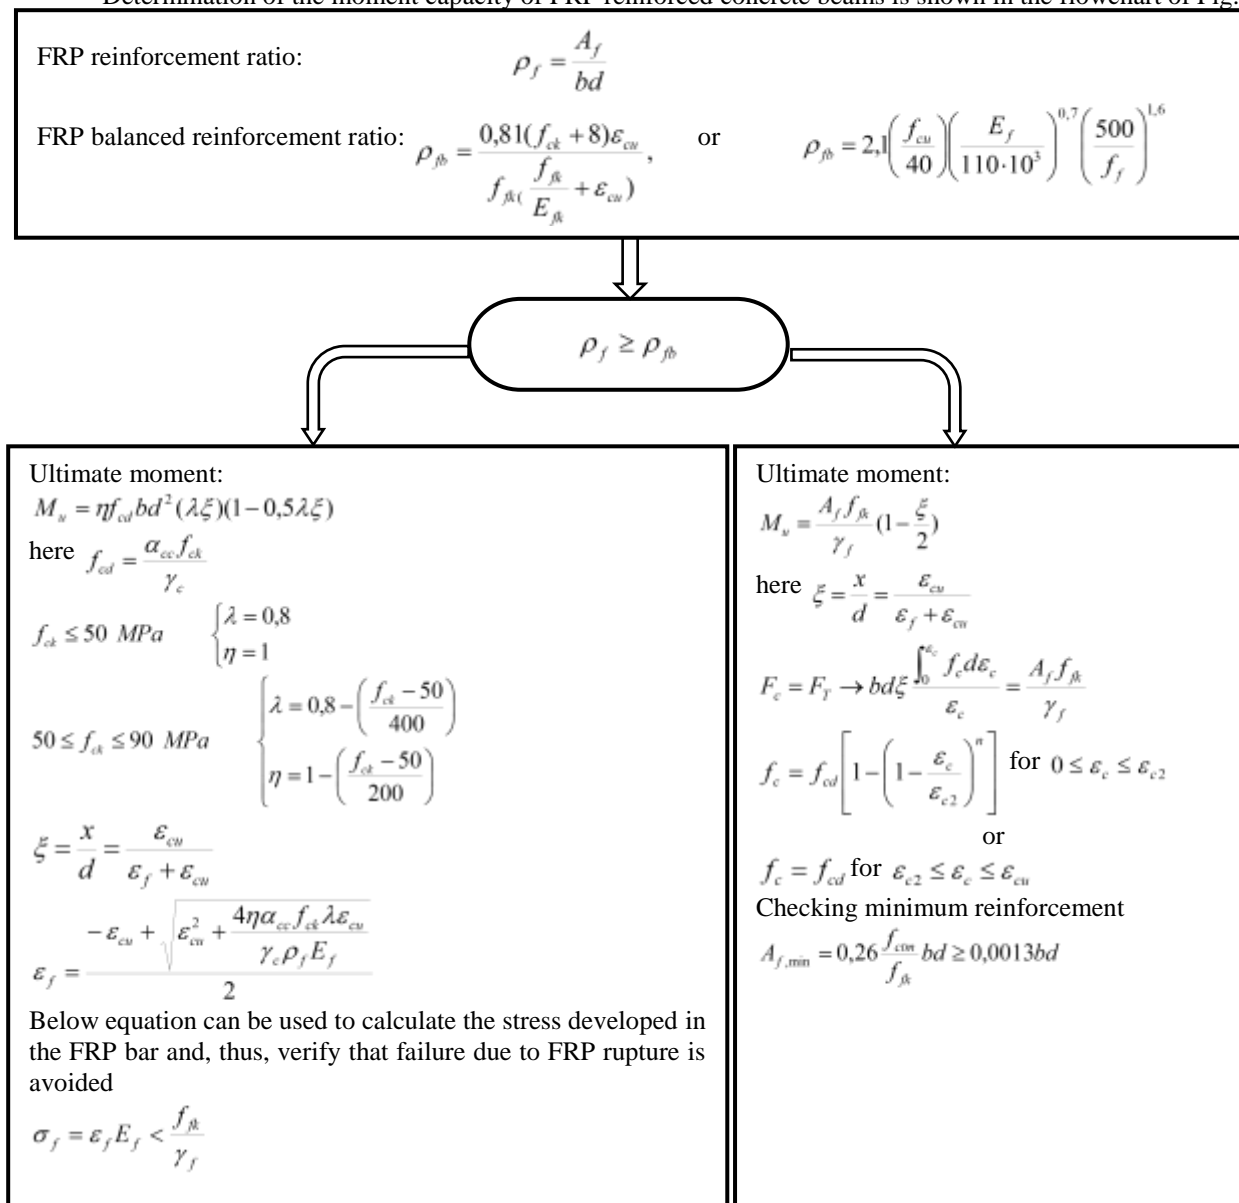 Determination of the moment capacity of FRP reinforced concrete beams is shown in the flowchart of Fig.
FRP reinforcement ratio: ρ_f = A_f / bd
FRP balanced reinforcement ratio: ρ_fb = 0,81(f_ck + 8)ε_cu / f_fk( f_fk / E_fk + ε_cu) , or ρ_fb = 2,1(f_cu / 40)(E_f / 110·10³)^0,7 (500 / f_f)^1,6
ρ_f ≥ ρ_fb
Ultimate moment:
M_u = ηf_cd bd²(λξ)(1−0,5λξ)
here f_cd = α_cc f_ck / γ_c
f_ck ≤ 50 MPa { λ = 0,8
η = 1
50 ≤ f_ck ≤ 90 MPa { λ = 0,8 − (f_ck − 50 / 400)
η = 1 − (f_ck − 50 / 200)
ξ = x / d = ε_cu / ε_f + ε_cu
ε_f = −ε_cu + √(ε_cu² + 4ηα_cc f_ck λε_cu / γ_c ρ_f E_f) / 2
Below equation can be used to calculate the stress developed in
the FRP bar and, thus, verify that failure due to FRP rupture is
avoided
σ_f = ε_f E_f < f_fk / γ_f
Ultimate moment:
M_u = A_f f_fk / γ_f (1 − ξ / 2)
here ξ = x / d = ε_cu / ε_f + ε_cu
F_c = F_T → bdξ ∫_0^ε_c f_c dε_c / ε_c = A_f f_fk / γ_f
f_c = f_cd [1 − (1 − ε_c / ε_c2)^n] for 0 ≤ ε_c ≤ ε_c2
or
f_c = f_cd for ε_c2 ≤ ε_c ≤ ε_cu
Checking minimum reinforcement
A_f,min = 0,26 f_ctm / f_fk bd ≥ 0,0013bd